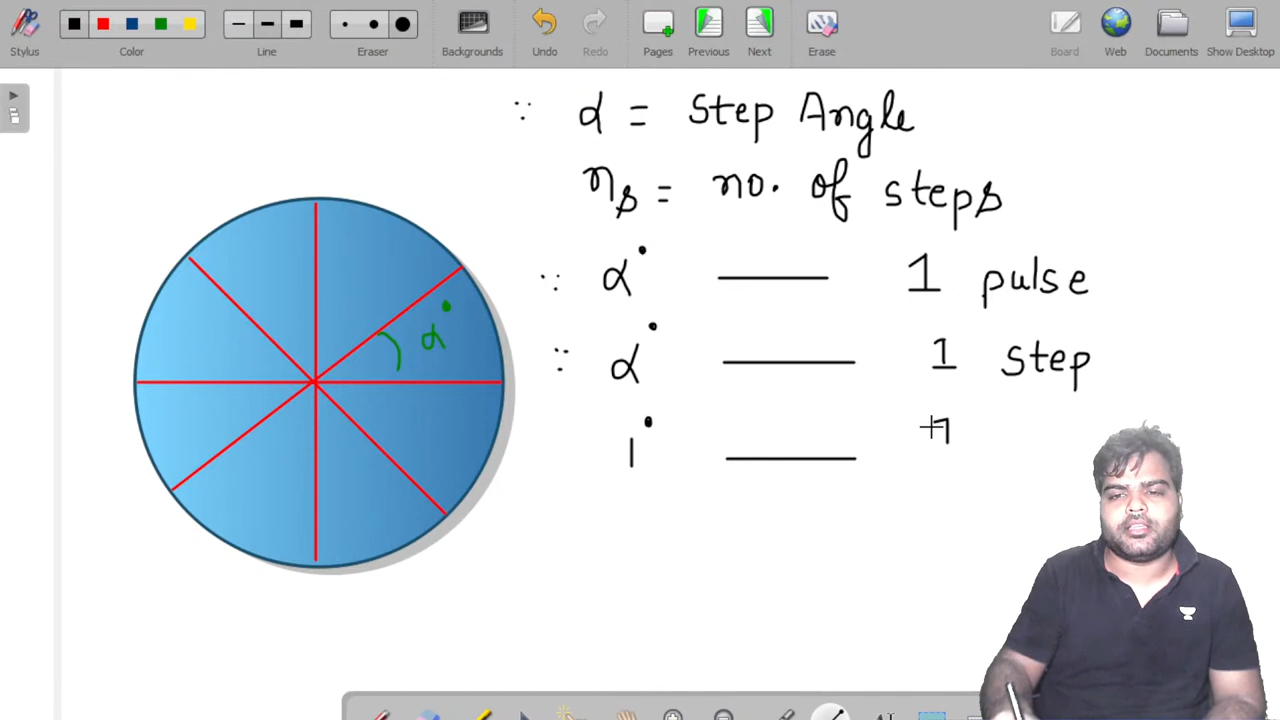 Stylus Color Line Eraser Backgrounds Undo Redo Pages Previous Next Erase Board Web Documents Show Desktop
∵ α = Step Angle
ns = no. of steps
∵ α° — 1 pulse
∵ α° — 1 step
1° — 1
α°